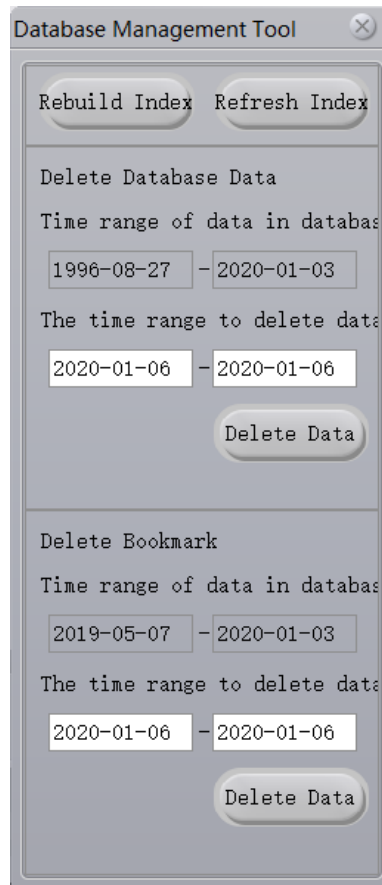 Database Management Tool
Rebuild Index Refresh Index
Delete Database Data
Time range of data in databas
1996-08-27 - 2020-01-03
The time range to delete data
2020-01-06 - 2020-01-06
Delete Data
Delete Bookmark
Time range of data in databas
2019-05-07 - 2020-01-03
The time range to delete data
2020-01-06 - 2020-01-06
Delete Data